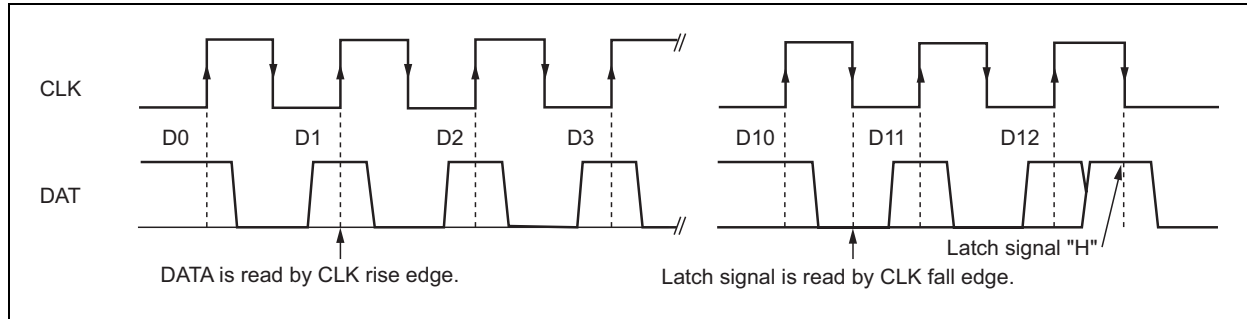 CLK
D0 D1 D2 D3 D10 D11 D12
DAT
Latch signal "H"
DATA is read by CLK rise edge.
Latch signal is read by CLK fall edge.